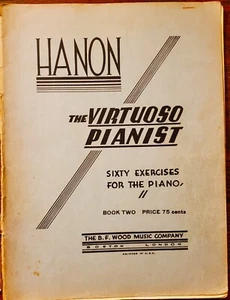 HANON
THE VIRTUOSO
PIANIST
SIXTY EXERCISES
FOR THE PIANO
BOOK TWO PRICE 75 cents
THE B. F. WOOD MUSIC COMPANY
BOSTON LONDON